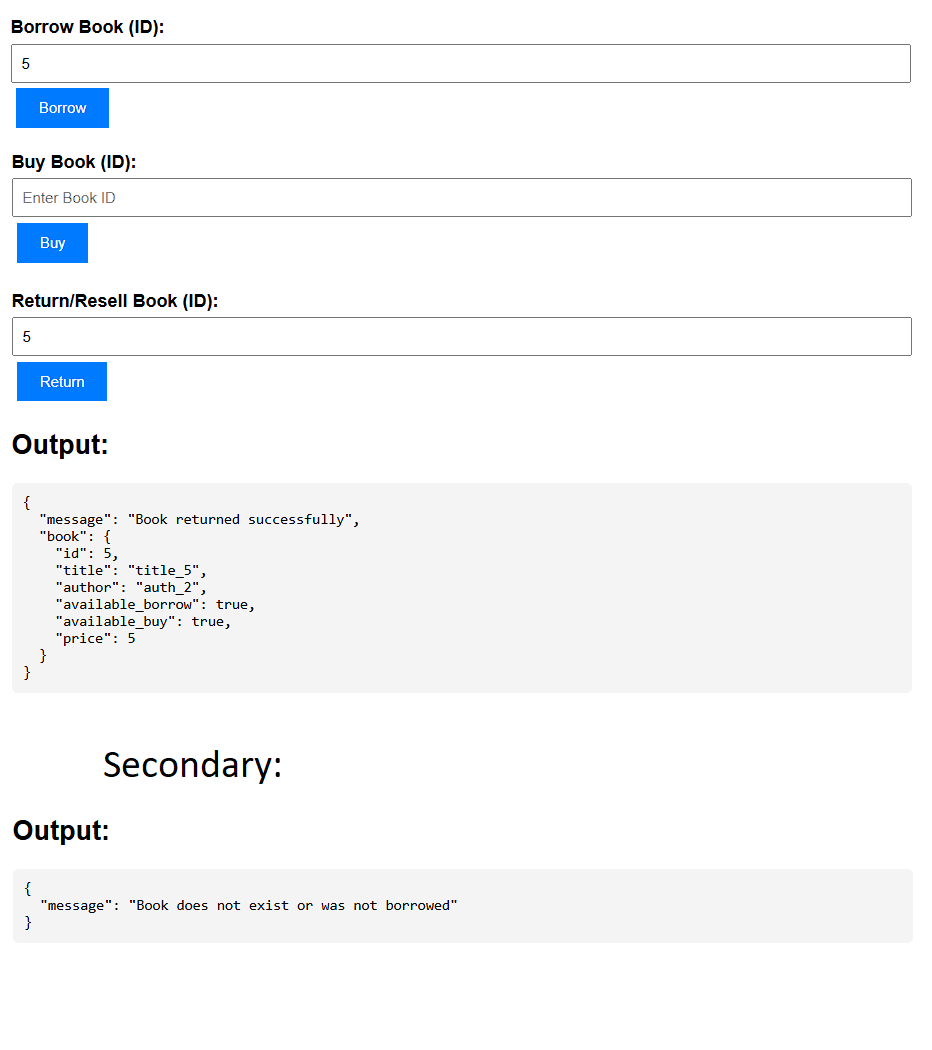 Borrow Book (ID):
5
Borrow
Buy Book (ID):
Enter Book ID
Buy
Return/Resell Book (ID):
5
Return
Output:
{
  "message": "Book returned successfully",
  "book": {
    "id": 5,
    "title": "title_5",
    "author": "auth_2",
    "available_borrow": true,
    "available_buy": true,
    "price": 5
  }
}
Secondary:
Output:
{
  "message": "Book does not exist or was not borrowed"
}